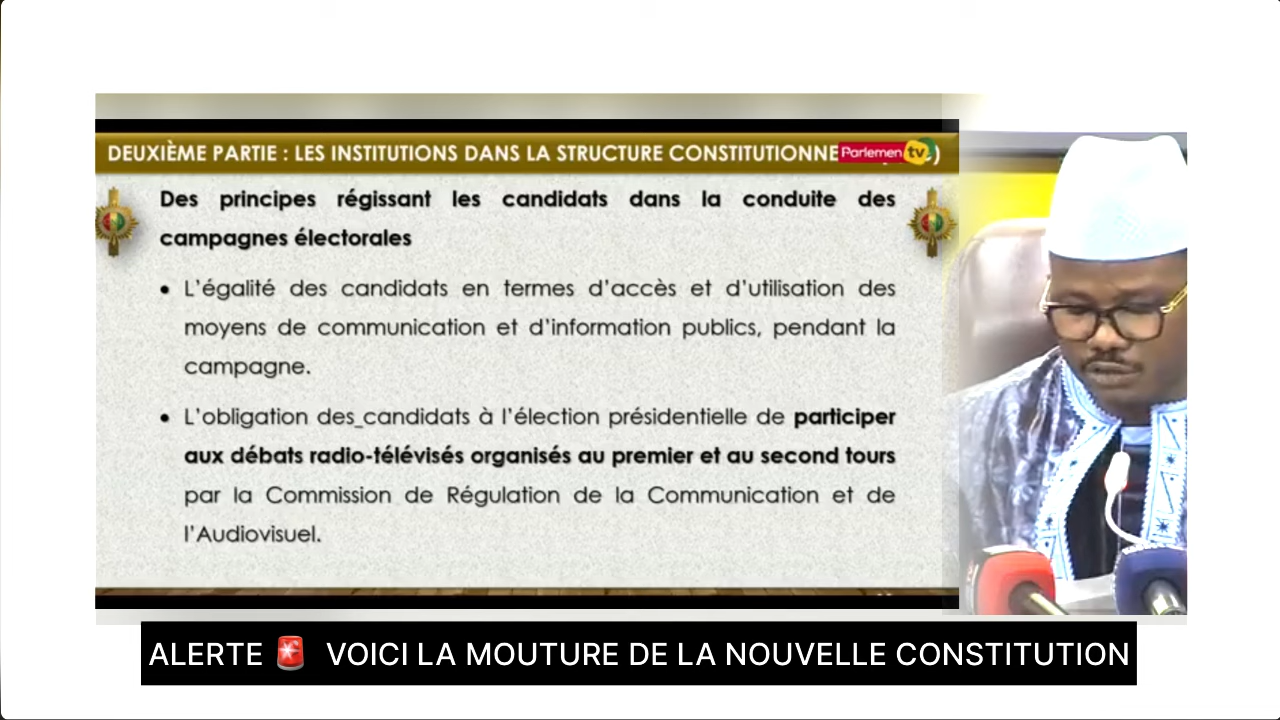 DEUXIÈME PARTIE : LES INSTITUTIONS DANS LA STRUCTURE CONSTITUTIONNE
Parlemen tv
Des principes régissant les candidats dans la conduite des
campagnes électorales
• L’égalité des candidats en termes d’accès et d’utilisation des
moyens de communication et d’information publics, pendant la
campagne.
• L’obligation des_candidats à l’élection présidentielle de participer
aux débats radio-télévisés organisés au premier et au second tours
par la Commission de Régulation de la Communication et de
l’Audiovisuel.
ALERTE 🚨 VOICI LA MOUTURE DE LA NOUVELLE CONSTITUTION